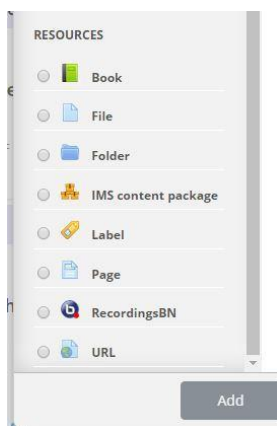 RESOURCES
Book
File
Folder
IMS content package
Label
Page
RecordingsBN
URL
Add